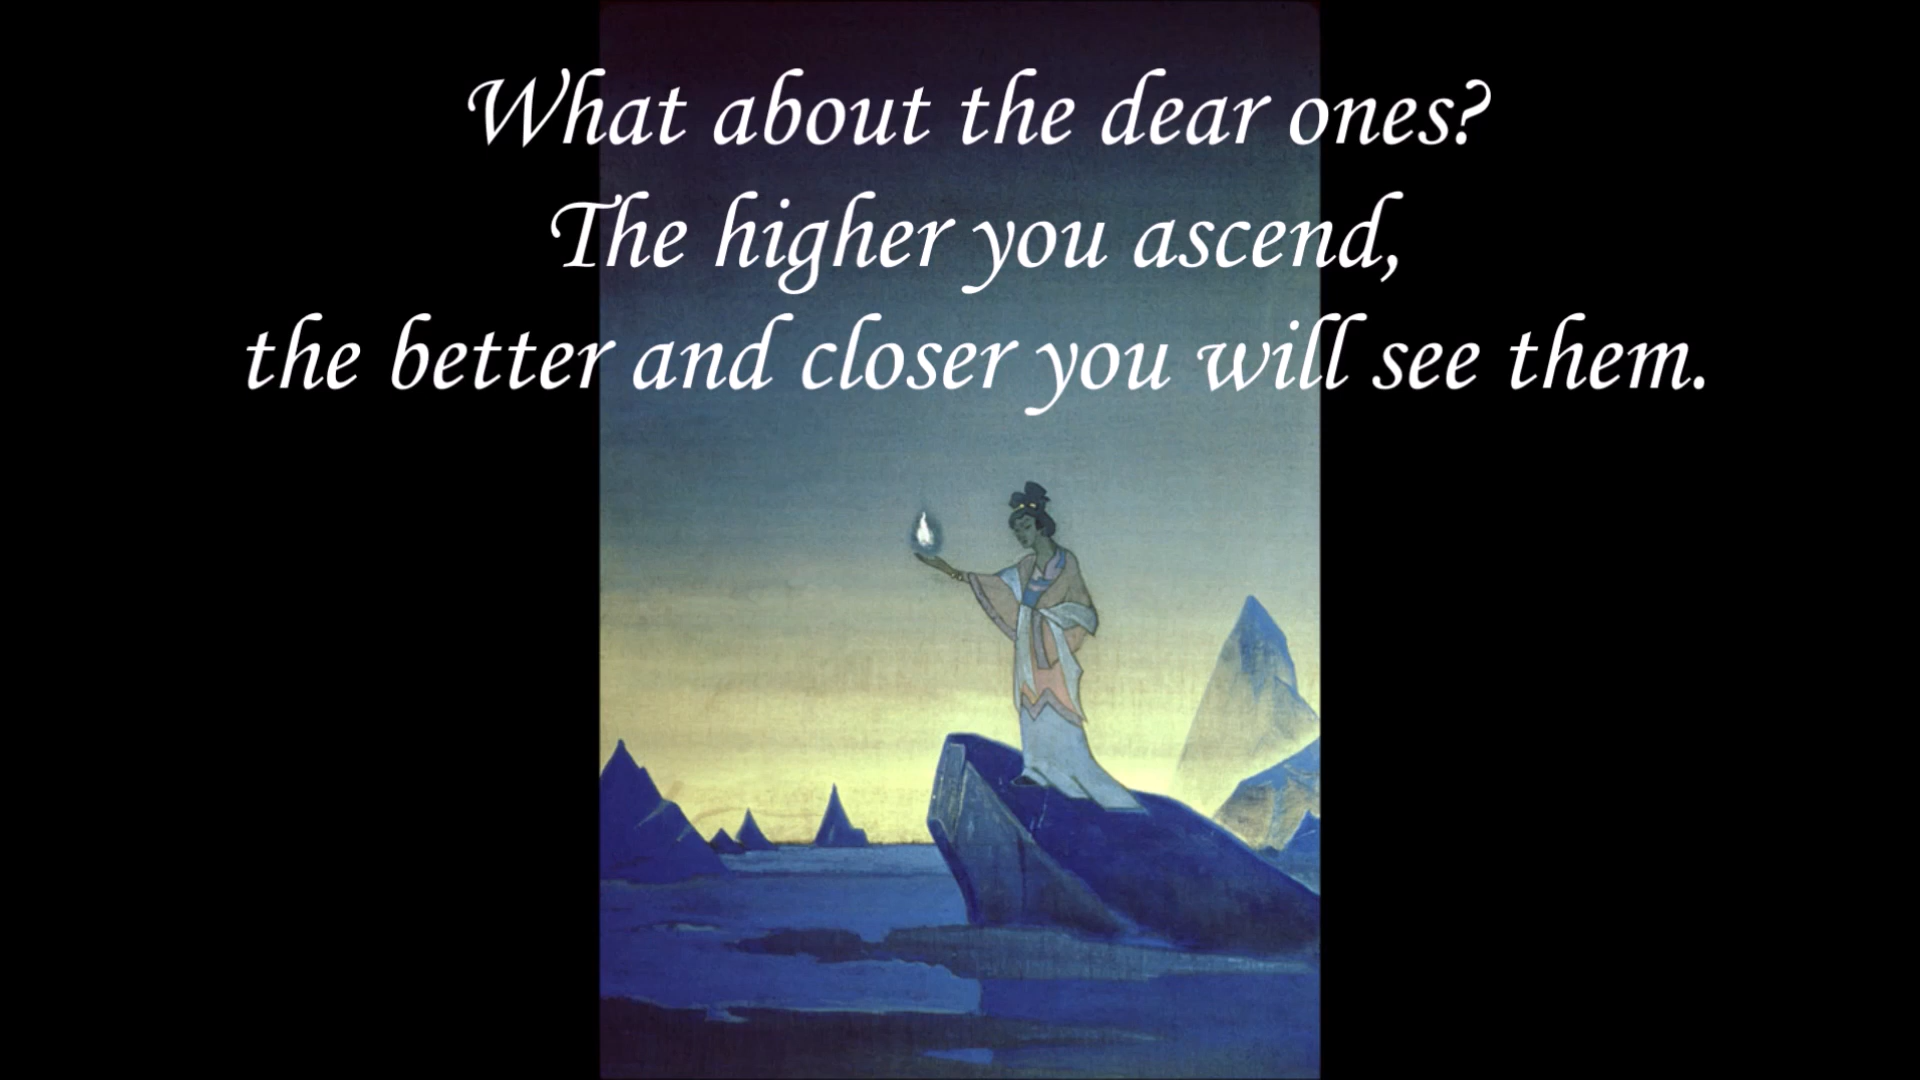 What about the dear ones?
The higher you ascend,
the better and closer you will see them.